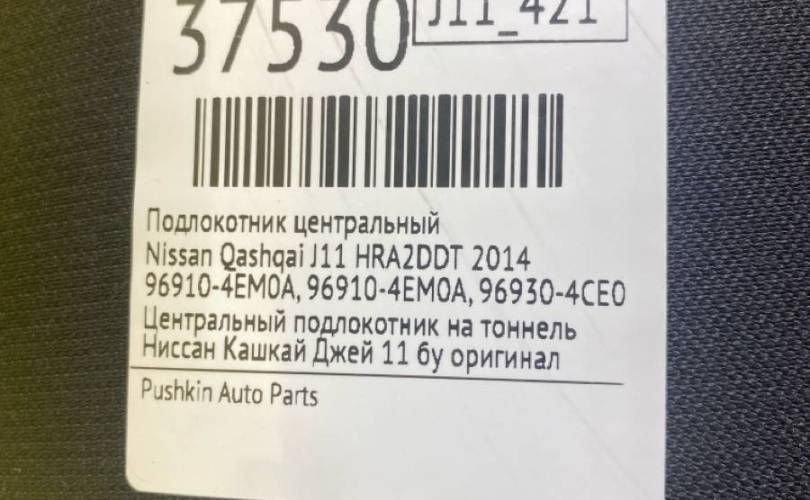 37530
J11_421
Подлокотник центральный
Nissan Qashqai J11 HRA2DDT 2014
96910-4EM0A, 96910-4EM0A, 96930-4CE0
Центральный подлокотник на тоннель
Ниссан Кашкай Джей 11 бу оригинал
Pushkin Auto Parts